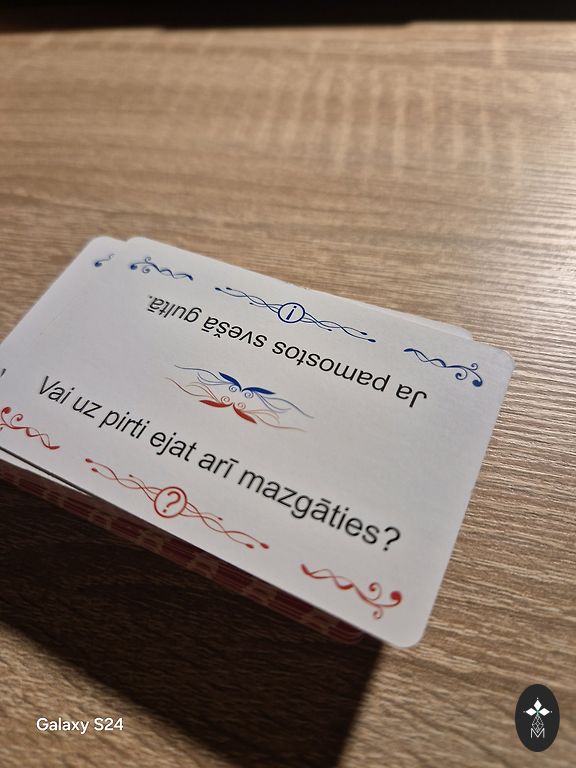 i
Ja pamostos svešā gultā.
Vai uz pirti ejat arī mazgāties?
?
Galaxy S24
M